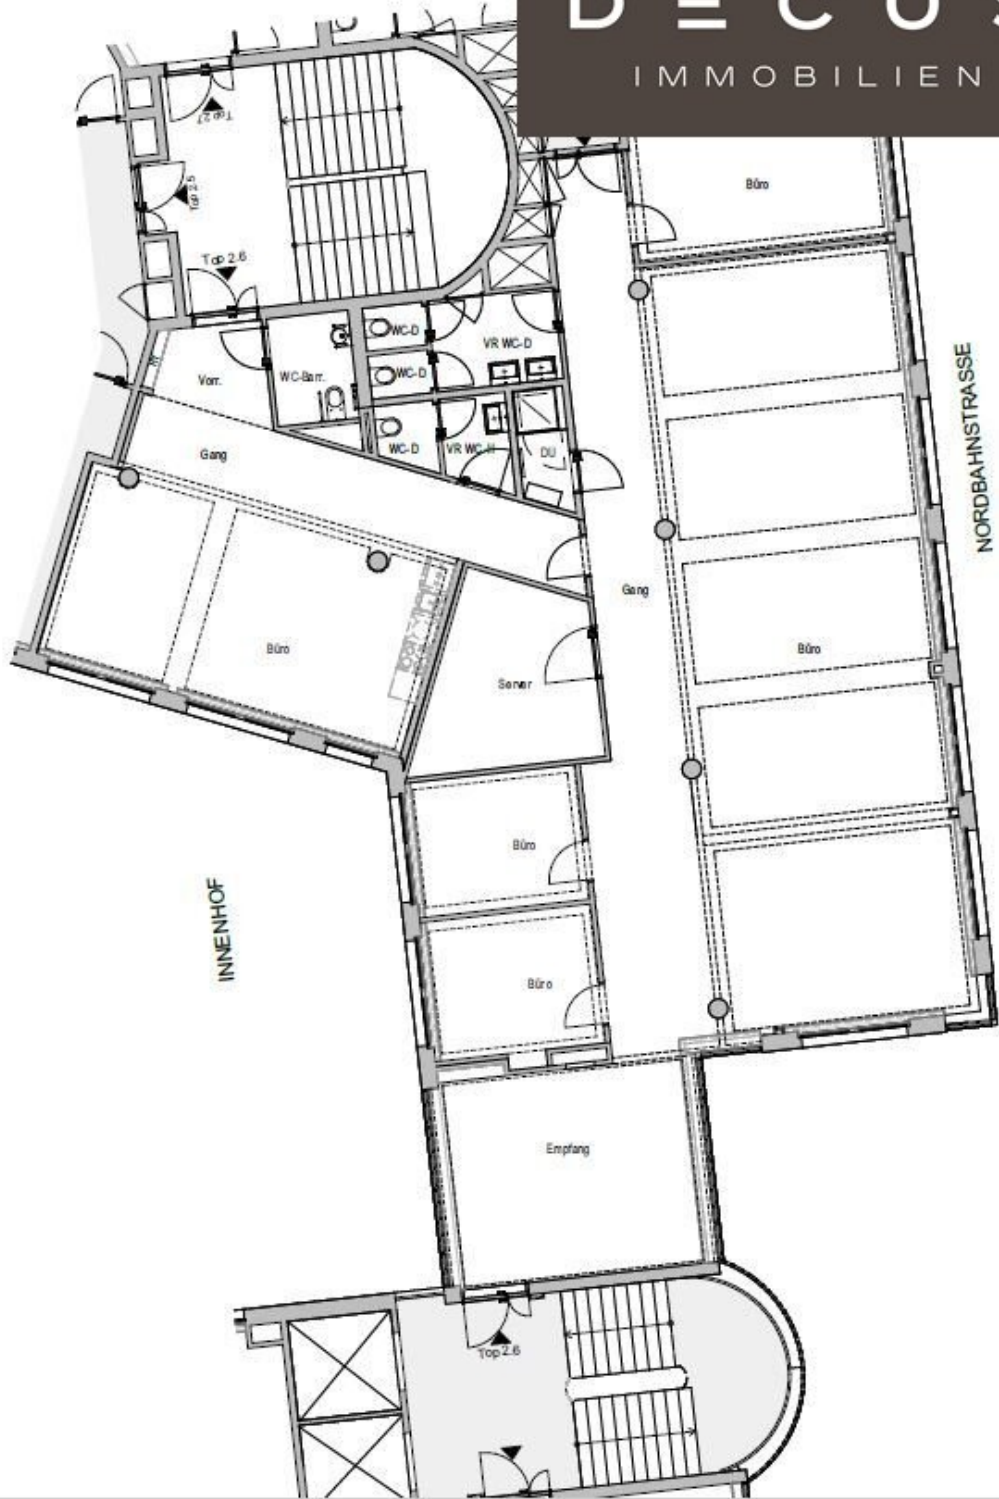 DECUS
IMMOBILIEN
Top 2.7
Top 2.5
Top 2.6
Büro
WC-D
VR WC-D
WC-D
WC-Barr.
Vorr.
NORDBAHNSTRASSE
WC-D
VR WC-H
DU
Gang
Gang
Büro
Büro
Server
Büro
INNENHOF
Büro
Empfang
Top 2.6